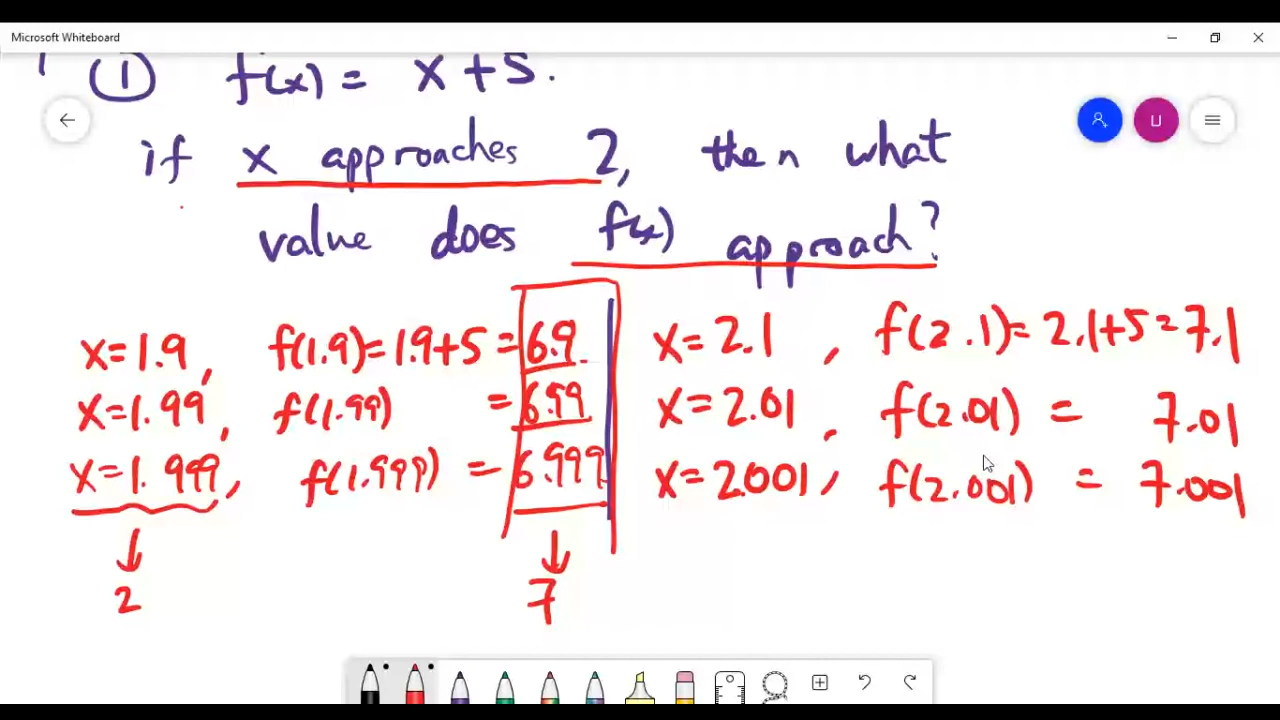 Microsoft Whiteboard
① f(x) = x + 5.
if x approaches 2, then what
value does f(x) approach?
x=1.9, f(1.9)=1.9+5=6.9 x=2.1, f(2.1)=2.1+5=7.1
x=1.99, f(1.99) =6.99 x=2.01, f(2.01) = 7.01
x=1.999, f(1.999) =6.999 x=2.001, f(2.001) = 7.001
↓ ↓
2 7
U